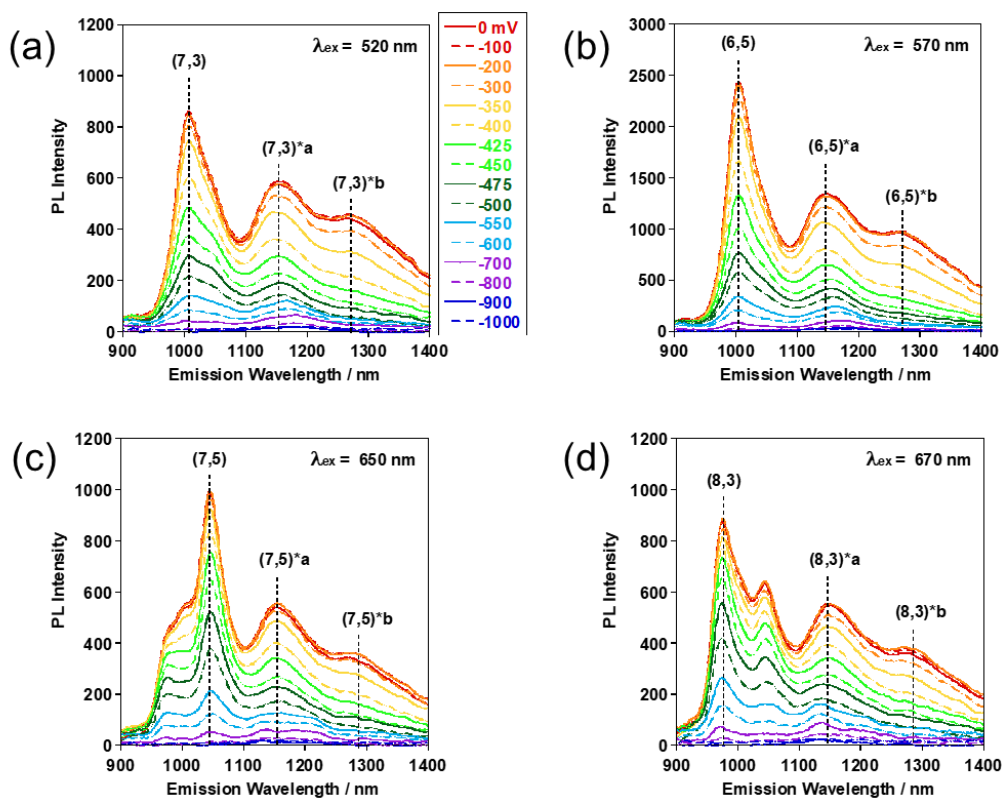 (a)
λex = 520 nm
(7,3)
(7,3)*a
(7,3)*b
PL Intensity
1200
1000
800
600
400
200
0
900 1000 1100 1200 1300 1400
Emission Wavelength / nm
0 mV
-100
-200
-300
-350
-400
-425
-450
-475
-500
-550
-600
-700
-800
-900
-1000
(b)
λex = 570 nm
(6,5)
(6,5)*a
(6,5)*b
PL Intensity
3000
2500
2000
1500
1000
500
0
900 1000 1100 1200 1300 1400
Emission Wavelength / nm
(c)
λex = 650 nm
(7,5)
(7,5)*a
(7,5)*b
PL Intensity
1200
1000
800
600
400
200
0
900 1000 1100 1200 1300 1400
Emission Wavelength / nm
(d)
λex = 670 nm
(8,3)
(8,3)*a
(8,3)*b
PL Intensity
1200
1000
800
600
400
200
0
900 1000 1100 1200 1300 1400
Emission Wavelength / nm